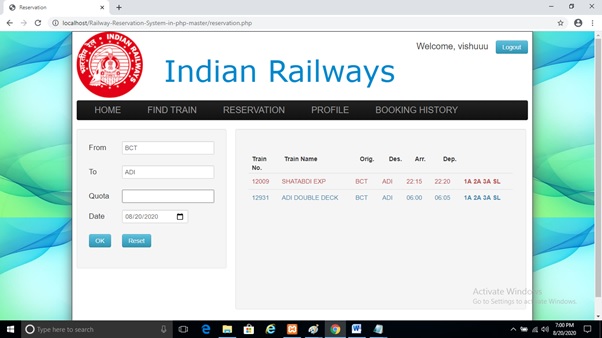 Reservation
localhost/Railway-Reservation-System-in-php-master/reservation.php
Welcome, vishuuu
Logout
Indian Railways
HOME FIND TRAIN RESERVATION PROFILE BOOKING HISTORY
From BCT
To ADI
Quota
Date 08/20/2020
OK Reset
Train No. Train Name Orig. Des. Arr. Dep.
12009 SHATABDI EXP BCT ADI 22:15 22:20 1A 2A 3A SL
12931 ADI DOUBLE DECK BCT ADI 06:00 06:05 1A 2A 3A SL
Activate Windows
Go to Settings to activate Windows.
Type here to search
7:00 PM
8/20/2020